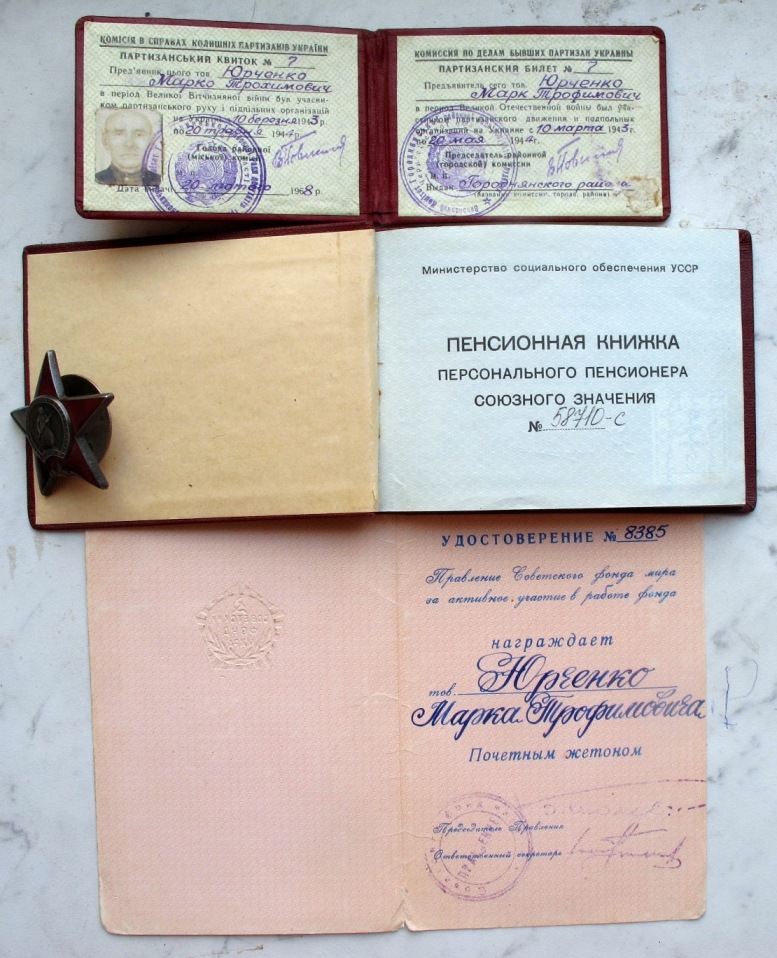 КОМІСІЯ В СПРАВАХ КОЛИШНІХ ПАРТИЗАНІВ УКРАЇНИ
ПАРТИЗАНСЬКИЙ КВИТОК № 7
Пред'явник цього тов. Юрченко
Марко Трохимович
в період Великої Вітчизняної війни був учасни-
ком партизанського руху і підпільних організацій
на Україні 10 березня 1943 р.
по 20 травня 1944 р.
Голова районної
(міської) комісії
М. П.
Дата видачі 20 лютого 1968 р.
КОМИССИЯ ПО ДЕЛАМ БЫВШИХ ПАРТИЗАН УКРАИНЫ
ПАРТИЗАНСКИЙ БИЛЕТ № 7
Предъявитель сего тов. Юрченко
Марк Трофимович
в период Великой Отечественной войны был уча-
стником партизанского движения и подпольных
организаций на Украине с 10 марта 1943 г.
по 20 мая 1944 г.
Председатель районной
(городской) комиссии
М. П.
Выдан Городнянского района
Министерство социального обеспечения УССР
ПЕНСИОННАЯ КНИЖКА
ПЕРСОНАЛЬНОГО ПЕНСИОНЕРА
СОЮЗНОГО ЗНАЧЕНИЯ
№ 58710-С
УДОСТОВЕРЕНИЕ № 8385
Правление Советского фонда мира
за активное участие в работе фонда
награждает
тов. Юрченко
Марка Трофимовича
Почетным жетоном
Председатель Правления
Ответственный секретарь